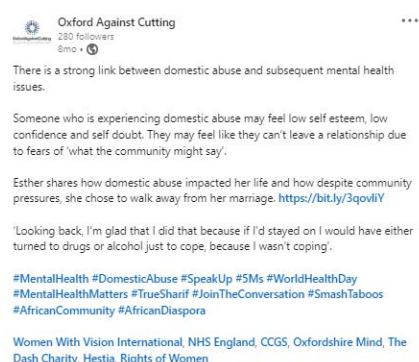 Oxford Against Cutting
280 followers
8mo •
There is a strong link between domestic abuse and subsequent mental health
issues.
Someone who is experiencing domestic abuse may feel low self esteem, low
confidence and self doubt. They may feel like they can't leave a relationship due
to fears of 'what the community might say'.
Esther shares how domestic abuse impacted her life and how despite community
pressures, she chose to walk away from her marriage. https://bit.ly/3qovIiY
'Looking back, I'm glad that I did that because if I'd stayed on I would have either
turned to drugs or alcohol just to cope, because I wasn't coping'.
#MentalHealth #DomesticAbuse #SpeakUp #5Ms #WorldHealthDay
#MentalHealthMatters #TrueSharif #JoinTheConversation #SmashTaboos
#AfricanCommunity #AfricanDiaspora
Women With Vision International, NHS England, CCGS, Oxfordshire Mind, The
Dash Charity, Hestia, Rights of Women